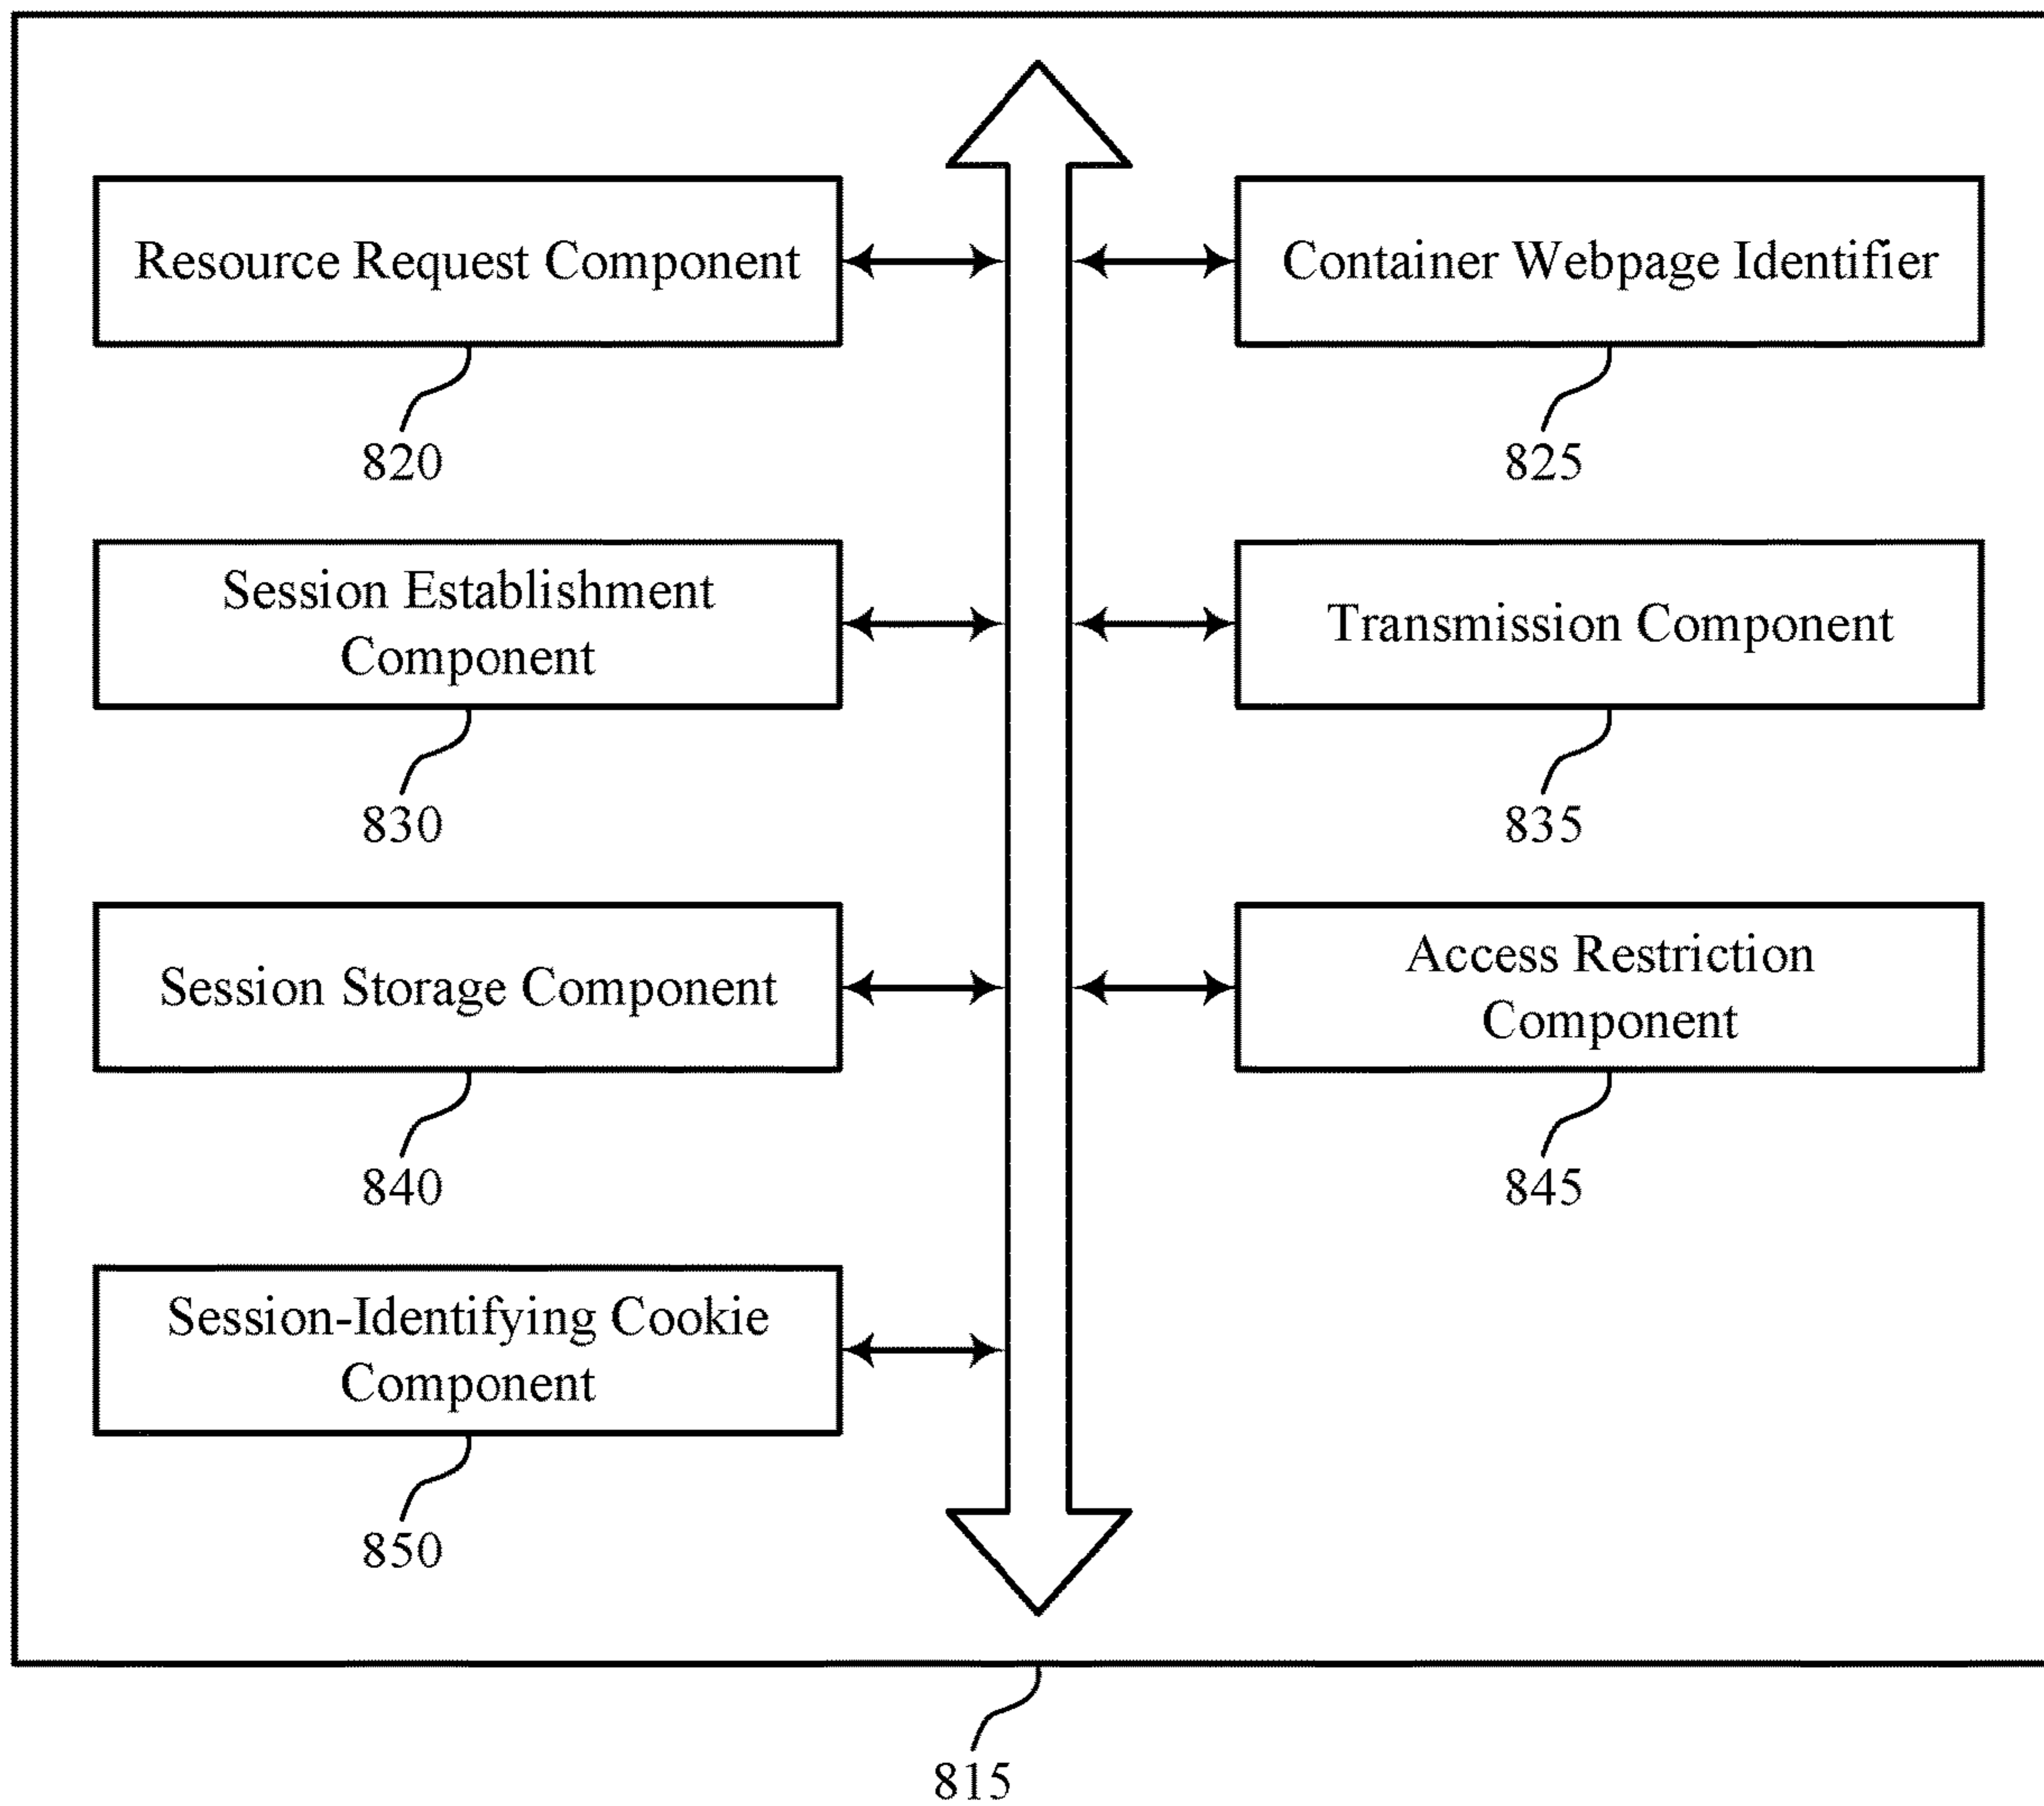 Resource Request Component
820
Container Webpage Identifier
825
Session Establishment
Component
830
Transmission Component
835
Session Storage Component
840
Access Restriction
Component
845
Session-Identifying Cookie
Component
850
815